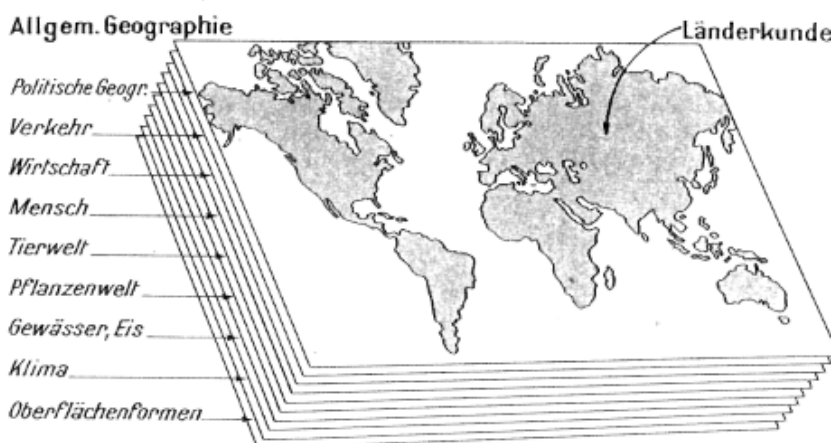 Allgem. Geographie
Länderkunde
Politische Geogr.
Verkehr
Wirtschaft
Mensch
Tierwelt
Pflanzenwelt
Gewässer, Eis
Klima
Oberflächenformen